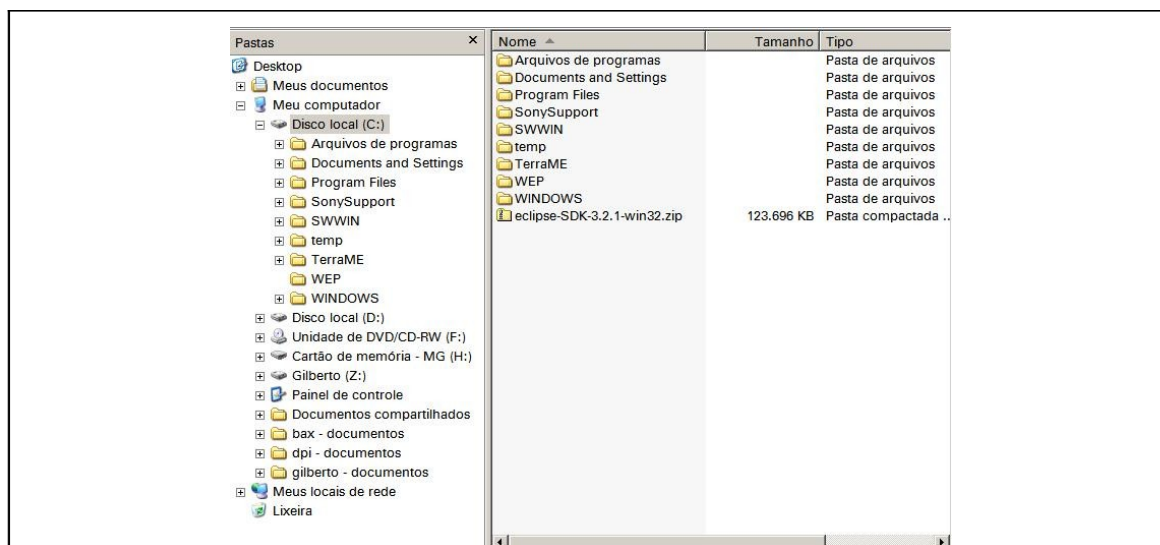 Pastas ×
Desktop
Meus documentos
Meu computador
Disco local (C:)
Arquivos de programas
Documents and Settings
Program Files
SonySupport
SWWIN
temp
TerraME
WEP
WINDOWS
Disco local (D:)
Unidade de DVD/CD-RW (F:)
Cartão de memória - MG (H:)
Gilberto (Z:)
Painel de controle
Documentos compartilhados
bax - documentos
dpi - documentos
gilberto - documentos
Meus locais de rede
Lixeira
Nome Tamanho Tipo
Arquivos de programas Pasta de arquivos
Documents and Settings Pasta de arquivos
Program Files Pasta de arquivos
SonySupport Pasta de arquivos
SWWIN Pasta de arquivos
temp Pasta de arquivos
TerraME Pasta de arquivos
WEP Pasta de arquivos
WINDOWS Pasta de arquivos
eclipse-SDK-3.2.1-win32.zip 123.696 KB Pasta compactada ..